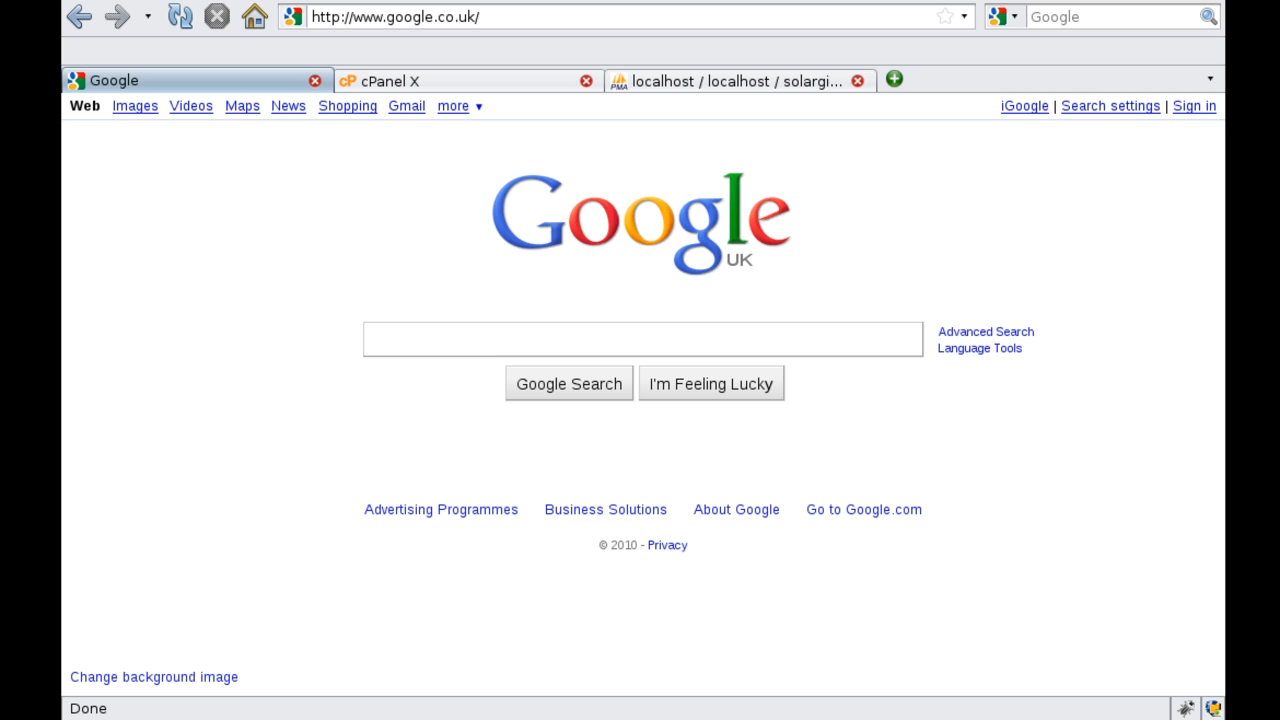 http://www.google.co.uk/ Google
Google cPanel X PMA localhost / localhost / solargi...
Web Images Videos Maps News Shopping Gmail more ▼ iGoogle | Search settings | Sign in
Google
UK
Advanced Search
Language Tools
Google Search I'm Feeling Lucky
Advertising Programmes Business Solutions About Google Go to Google.com
© 2010 - Privacy
Change background image
Done